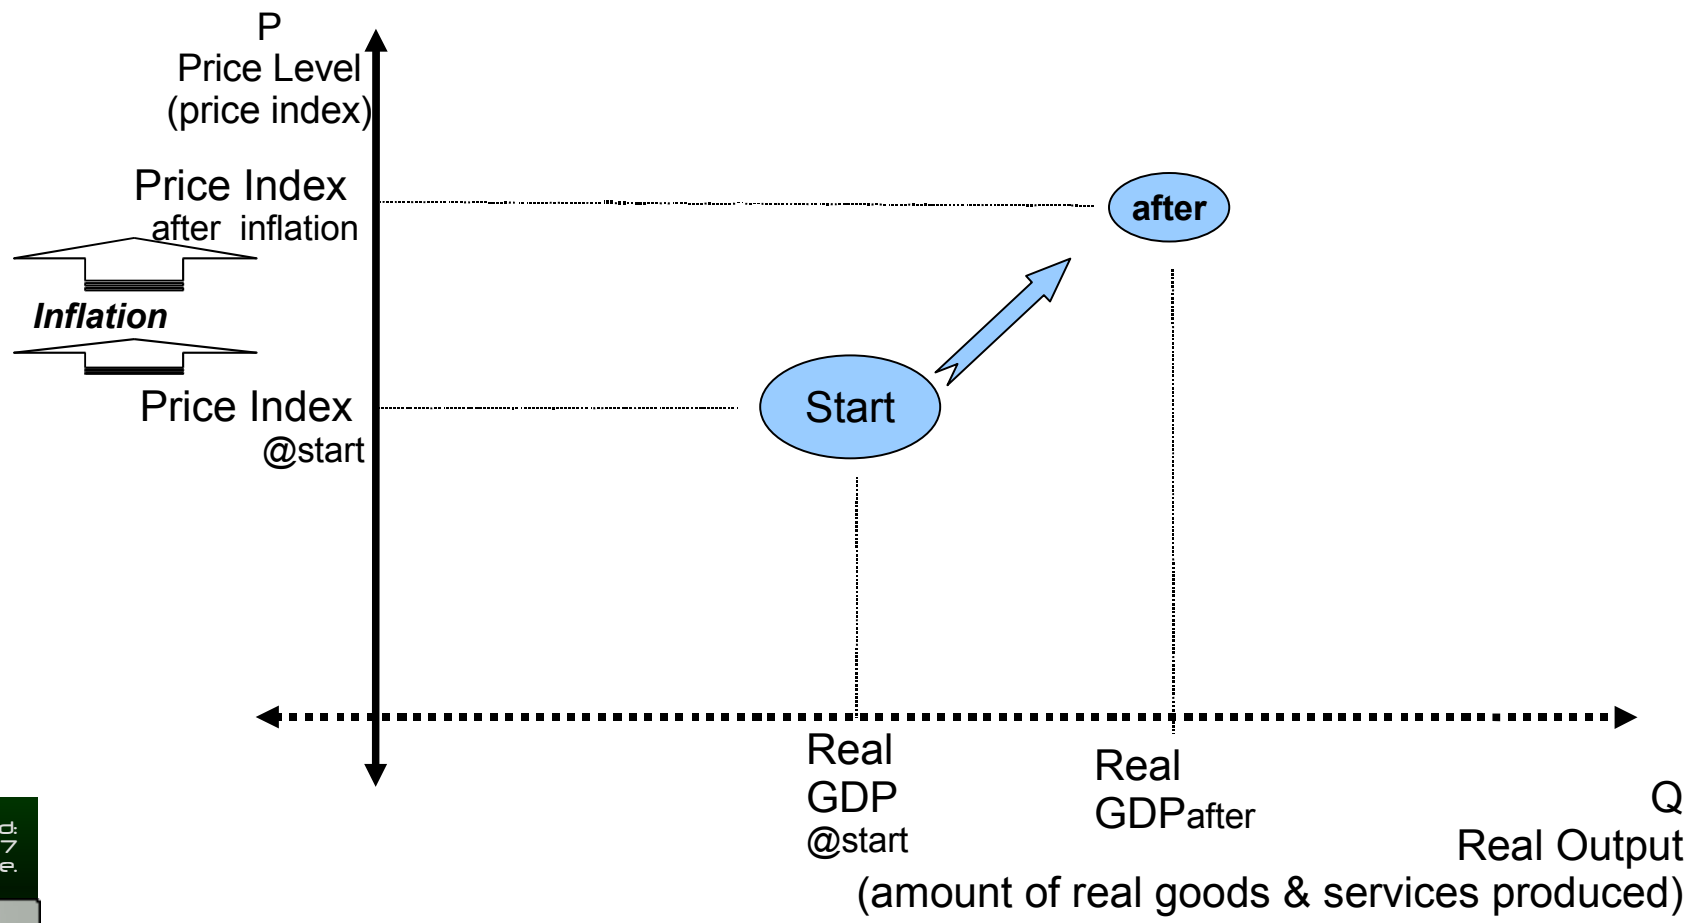 P
Price Level
(price index)
Price Index
after inflation
after
Inflation
Start
Price Index
@start
Real
GDP
@start
Real
GDPafter
Q
Real Output
(amount of real goods & services produced)
d:
7
e.